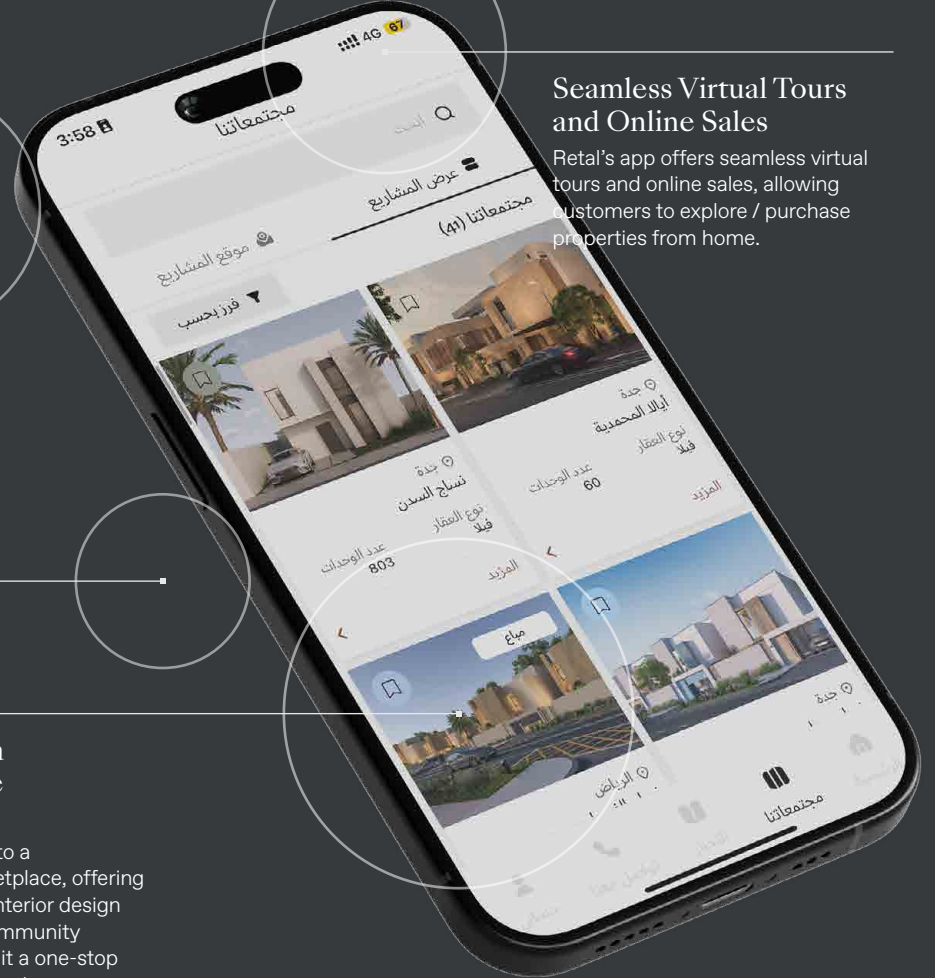 Seamless Virtual Tours
and Online Sales
Retal's app offers seamless virtual
tours and online sales, allowing
customers to explore / purchase
properties from home.
3:58
4G 67
مجتمعاتنا
ابحث
عرض المشاريع
موقع المشاريع
مجتمعاتنا (41)
فرز بحسب
جدة
أيالا المحمدية
نوع العقار
فيلا
عدد الوحدات
60
المزيد
جدة
نساج السدن
نوع العقار
فيلا
عدد الوحدات
803
المزيد
جدة
مباع
الرياض
مجتمعاتنا
to a
etplace, offering
nterior design
mmunity
it a one-stop